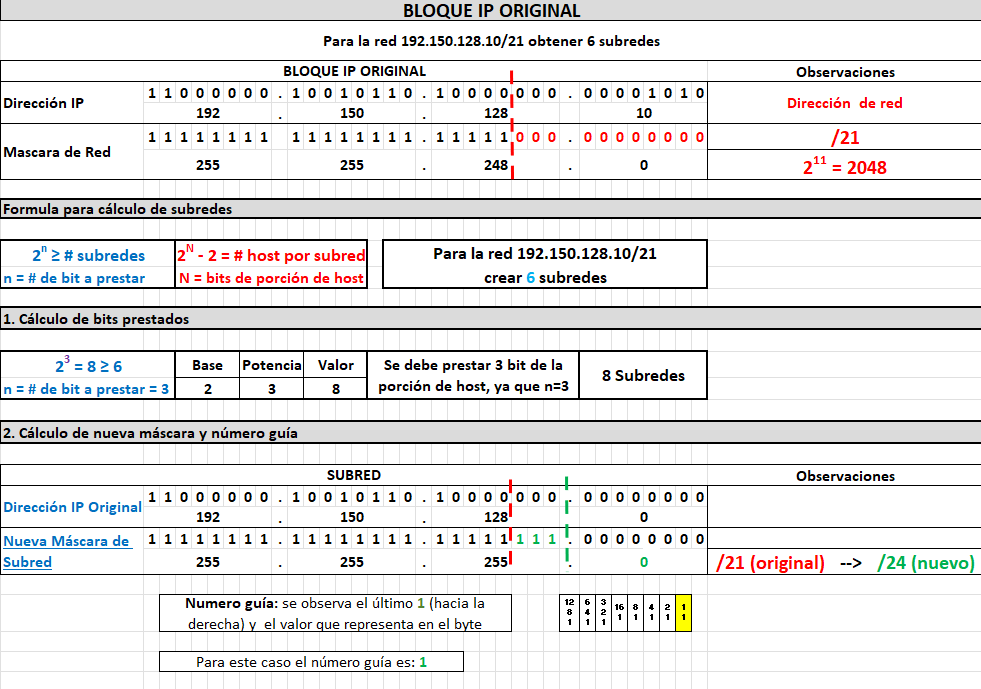 BLOQUE IP ORIGINAL
Para la red 192.150.128.10/21 obtener 6 subredes
BLOQUE IP ORIGINAL Observaciones
Dirección IP 1 1 0 0 0 0 0 0 . 1 0 0 1 0 1 1 0 . 1 0 0 0 0 0 0 0 . 0 0 0 0 1 0 1 0 Dirección de red
192 . 150 . 128 10
Mascara de Red 1 1 1 1 1 1 1 1 1 1 1 1 1 1 1 1 . 1 1 1 1 1 0 0 0 . 0 0 0 0 0 0 0 0 /21
255 255 . 248 . 0 2^11 = 2048
Formula para cálculo de subredes
2^n ≥ # subredes 2^N - 2 = # host por subred Para la red 192.150.128.10/21
n = # de bit a prestar N = bits de porción de host crear 6 subredes
1. Cálculo de bits prestados
2^3 = 8 ≥ 6 Base Potencia Valor Se debe prestar 3 bit de la 8 Subredes
n = # de bit a prestar = 3 2 3 8 porción de host, ya que n=3
2. Cálculo de nueva máscara y número guía
SUBRED Observaciones
Dirección IP Original 1 1 0 0 0 0 0 0 . 1 0 0 1 0 1 1 0 . 1 0 0 0 0 0 0 0 . 0 0 0 0 0 0 0 0
192 . 150 . 128 0
Nueva Máscara de 1 1 1 1 1 1 1 1 . 1 1 1 1 1 1 1 1 . 1 1 1 1 1 1 1 1 . 0 0 0 0 0 0 0 0
Subred 255 . 255 . 255 . 0 /21 (original) --> /24 (nuevo)
Numero guía: se observa el último 1 (hacia la
derecha) y el valor que representa en el byte
128 64 32 16 8 4 2 1
1 1 1 1 1 1 1 1
Para este caso el número guía es: 1